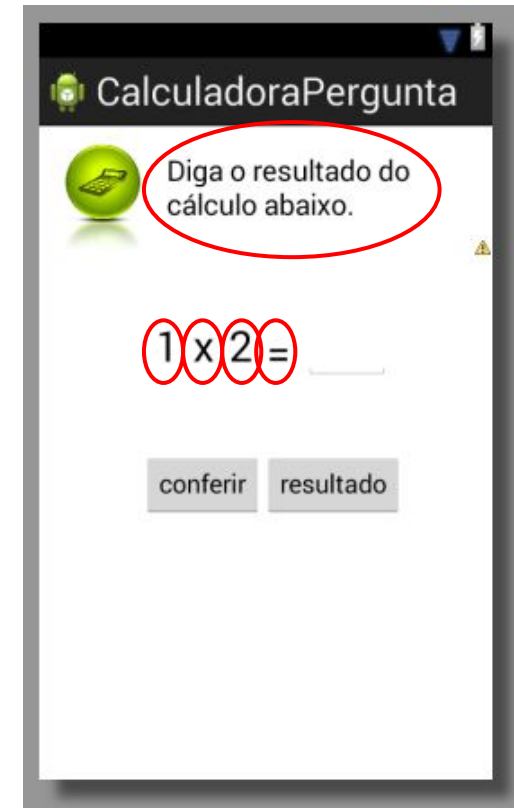 CalculadoraPergunta
Diga o resultado do
cálculo abaixo.
1 x 2 =
conferir resultado